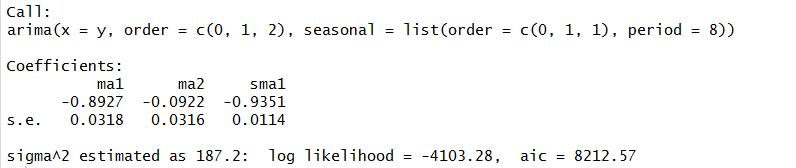 Call:
arima(x = y, order = c(0, 1, 2), seasonal = list(order = c(0, 1, 1), period = 8))
Coefficients:
ma1 ma2 sma1
-0.8927 -0.0922 -0.9351
s.e. 0.0318 0.0316 0.0114
sigma^2 estimated as 187.2: log likelihood = -4103.28, aic = 8212.57